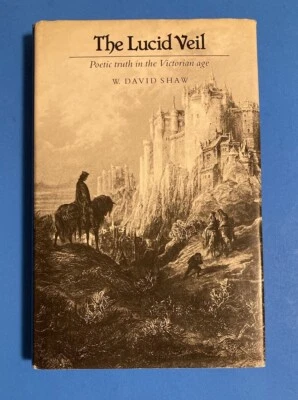 The Lucid Veil
Poetic truth in the Victorian age
W. DAVID SHAW